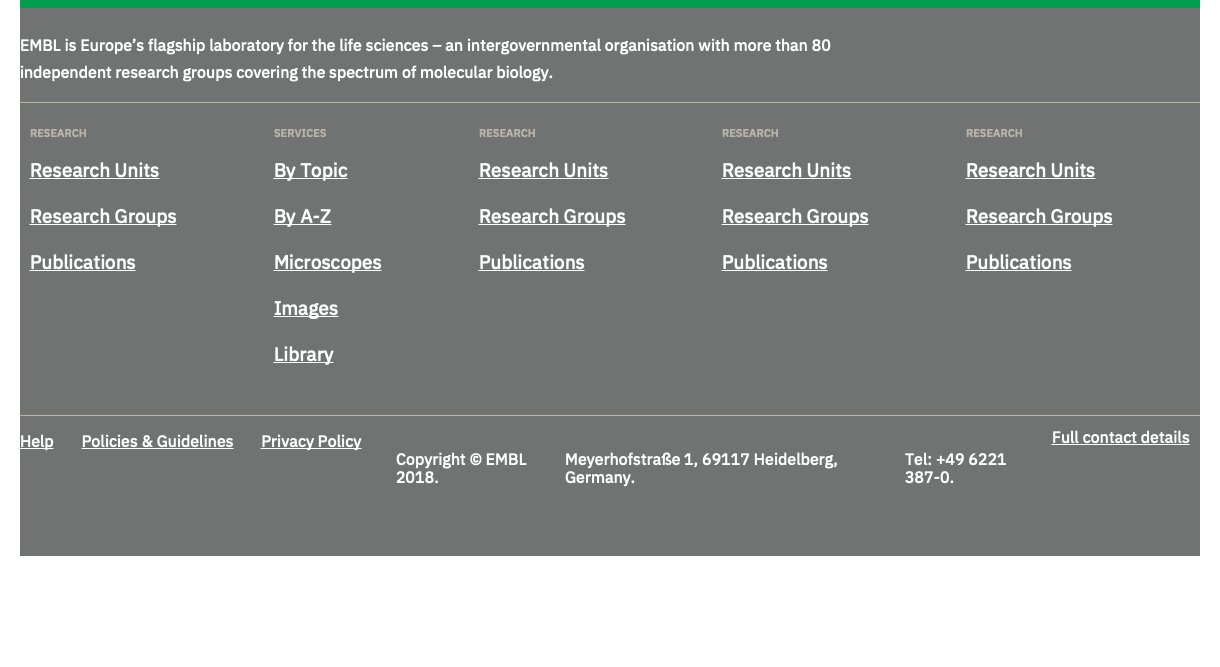 EMBL is Europe’s flagship laboratory for the life sciences – an intergovernmental organisation with more than 80
independent research groups covering the spectrum of molecular biology.
RESEARCH
Research Units
Research Groups
Publications
SERVICES
By Topic
By A-Z
Microscopes
Images
Library
RESEARCH
Research Units
Research Groups
Publications
RESEARCH
Research Units
Research Groups
Publications
RESEARCH
Research Units
Research Groups
Publications
Help
Policies & Guidelines
Privacy Policy
Copyright © EMBL
2018.
Meyerhofstraße 1, 69117 Heidelberg,
Germany.
Tel: +49 6221
387-0.
Full contact details